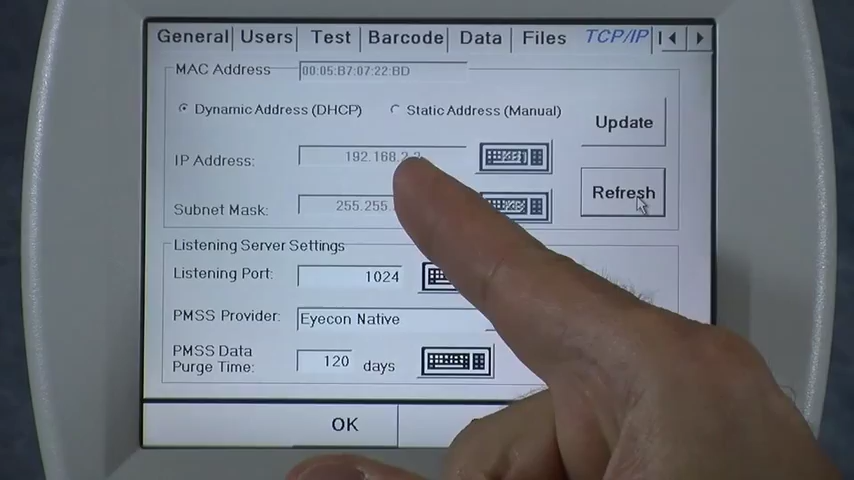 General Users Test Barcode Data Files TCP/IP
MAC Address 00:05:B7:07:22:BD
Dynamic Address (DHCP) Static Address (Manual)
Update
IP Address: 192.168.2.2
Refresh
Subnet Mask: 255.255.
Listening Server Settings
Listening Port: 1024
PMSS Provider: Eyecon Native
PMSS Data
Purge Time: 120 days
OK